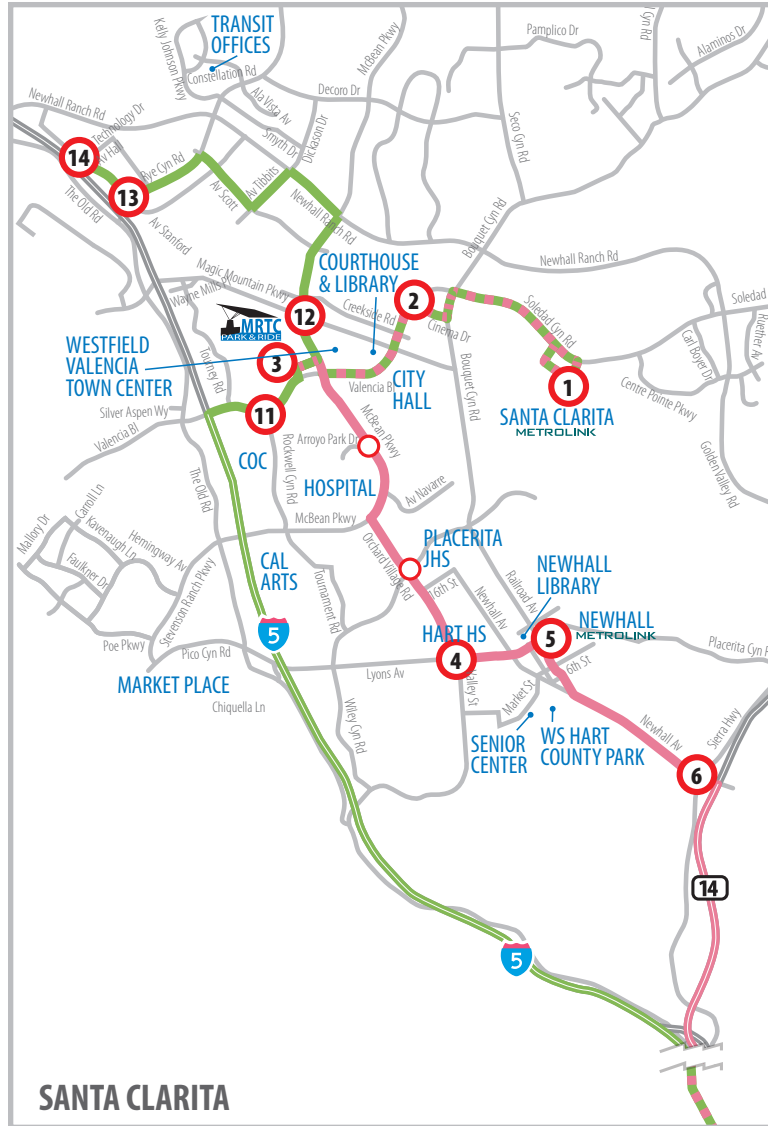 TRANSIT
OFFICES
Kelly Johnson Pkwy
Constellation Rd
McBean Pkwy
Pamplico Dr
Alaminos Dr
Decoro Dr
Ala Vista Av
Newhall Ranch Rd
Technology Dr
Av Hall
Smyth Dr
Dickason Dr
Seco Cyn Rd
14
Rye Cyn Rd
Av Tibbits
13
Av Scott
The Old Rd
Newhall Ranch Rd
Av Stanford
Bouquet Cyn Rd
COURTHOUSE
& LIBRARY
Newhall Ranch Rd
Magic Mountain Pkwy
Wayne Mills Pl
Creekside Rd
2
Soledad Cyn Rd
Soledad
12
MRTC
PARK & RIDE
Cinema Dr
Ruether Av
WESTFIELD
VALENCIA
TOWN CENTER
3
Carl Boyer Dr
Tourney Rd
Valencia Bl
CITY
HALL
Bouquet Cyn Rd
1
Centre Pointe Pkwy
Silver Aspen Wy
11
SANTA CLARITA
METROLINK
McBean Pkwy
Valencia Bl
Arroyo Park Dr
COC
Rockwell Cyn Rd
Golden Valley Rd
The Old Rd
HOSPITAL
Av Navarre
McBean Pkwy
Mallory Dr
Carroll Ln
Kavenaugh Ln
Hemingway Av
Faulkner Dr
Orchard Village Rd
PLACERITA
JHS
CAL
ARTS
16th St
Newhall Av
Railroad Av
NEWHALL
LIBRARY
Stevenson Ranch Pkwy
Tournament Rd
5
NEWHALL
METROLINK
HART HS
5
Poe Pkwy
Pico Cyn Rd
4
6th St
Lyons Av
MARKET PLACE
Market St
Chiquella Ln
Wiley Cyn Rd
SENIOR
CENTER
WS HART
COUNTY PARK
Newhall Av
Sierra Hwy
6
14
5
SANTA CLARITA